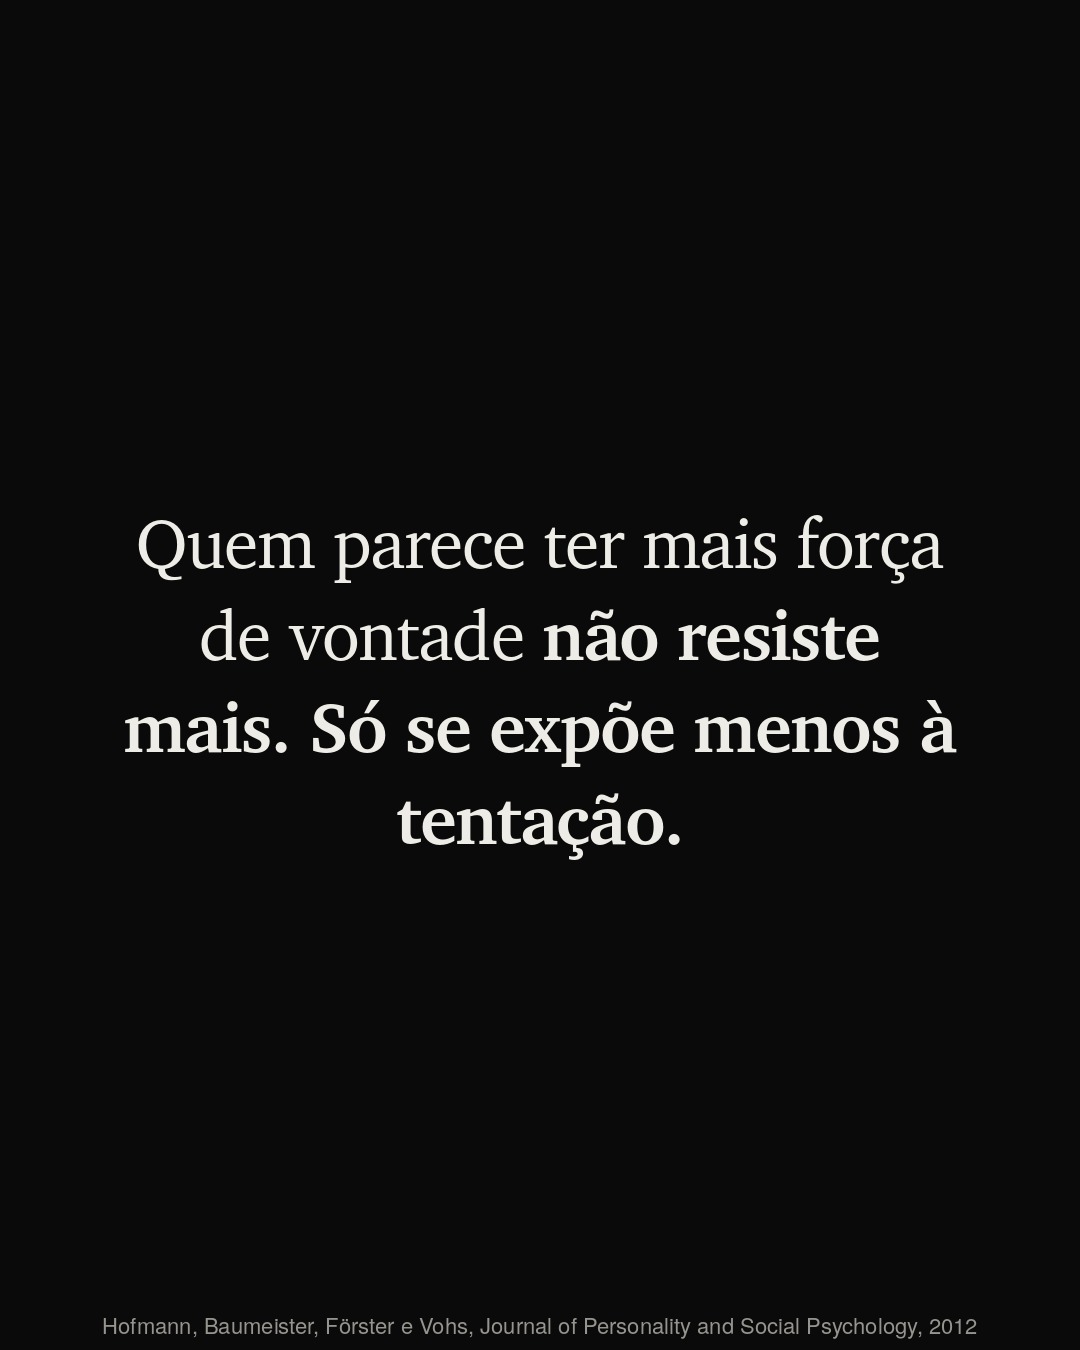 Quem parece ter mais força
de vontade não resiste
mais. Só se expõe menos à
tentação.
Hofmann, Baumeister, Förster e Vohs, Journal of Personality and Social Psychology, 2012